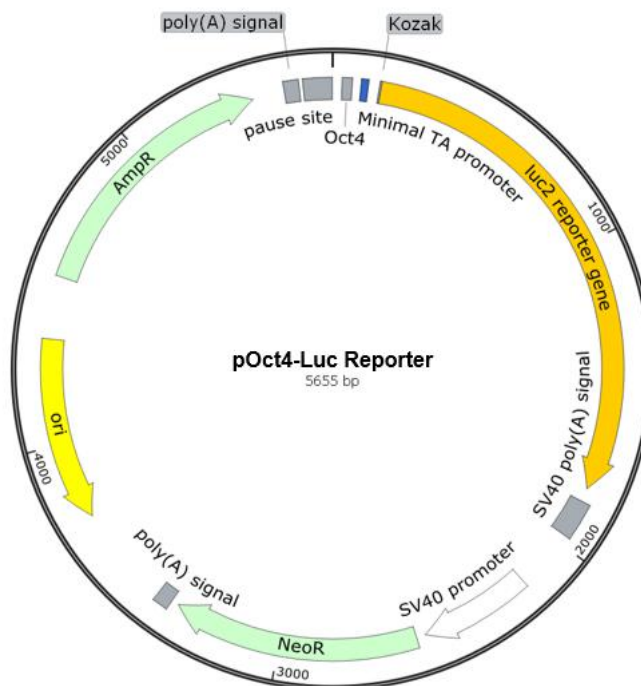 poly(A) signal
Kozak
pause site
Oct4
Minimal TA promoter
luc2 reporter gene
1000
SV40 poly(A) signal
2000
SV40 promoter
NeoR
3000
poly(A) signal
4000
ori
AmpR
5000
pOct4-Luc Reporter
5655 bp